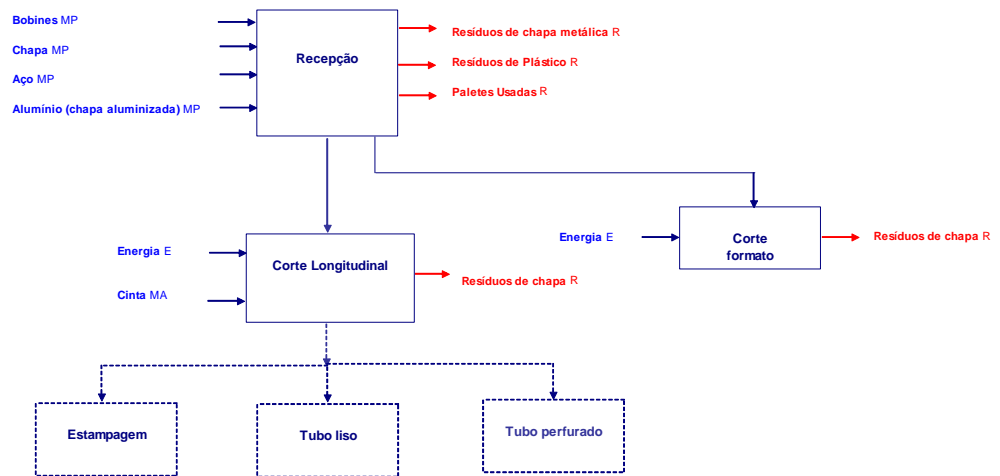 Bobines MP
Chapa MP
Aço MP
Alumínio (chapa aluminizada) MP
Recepção
Resíduos de chapa metálica R
Resíduos de Plástico R
Paletes Usadas R
Energia E
Cinta MA
Corte Longitudinal
Resíduos de chapa R
Energia E
Corte
formato
Resíduos de chapa R
Estampagem
Tubo liso
Tubo perfurado